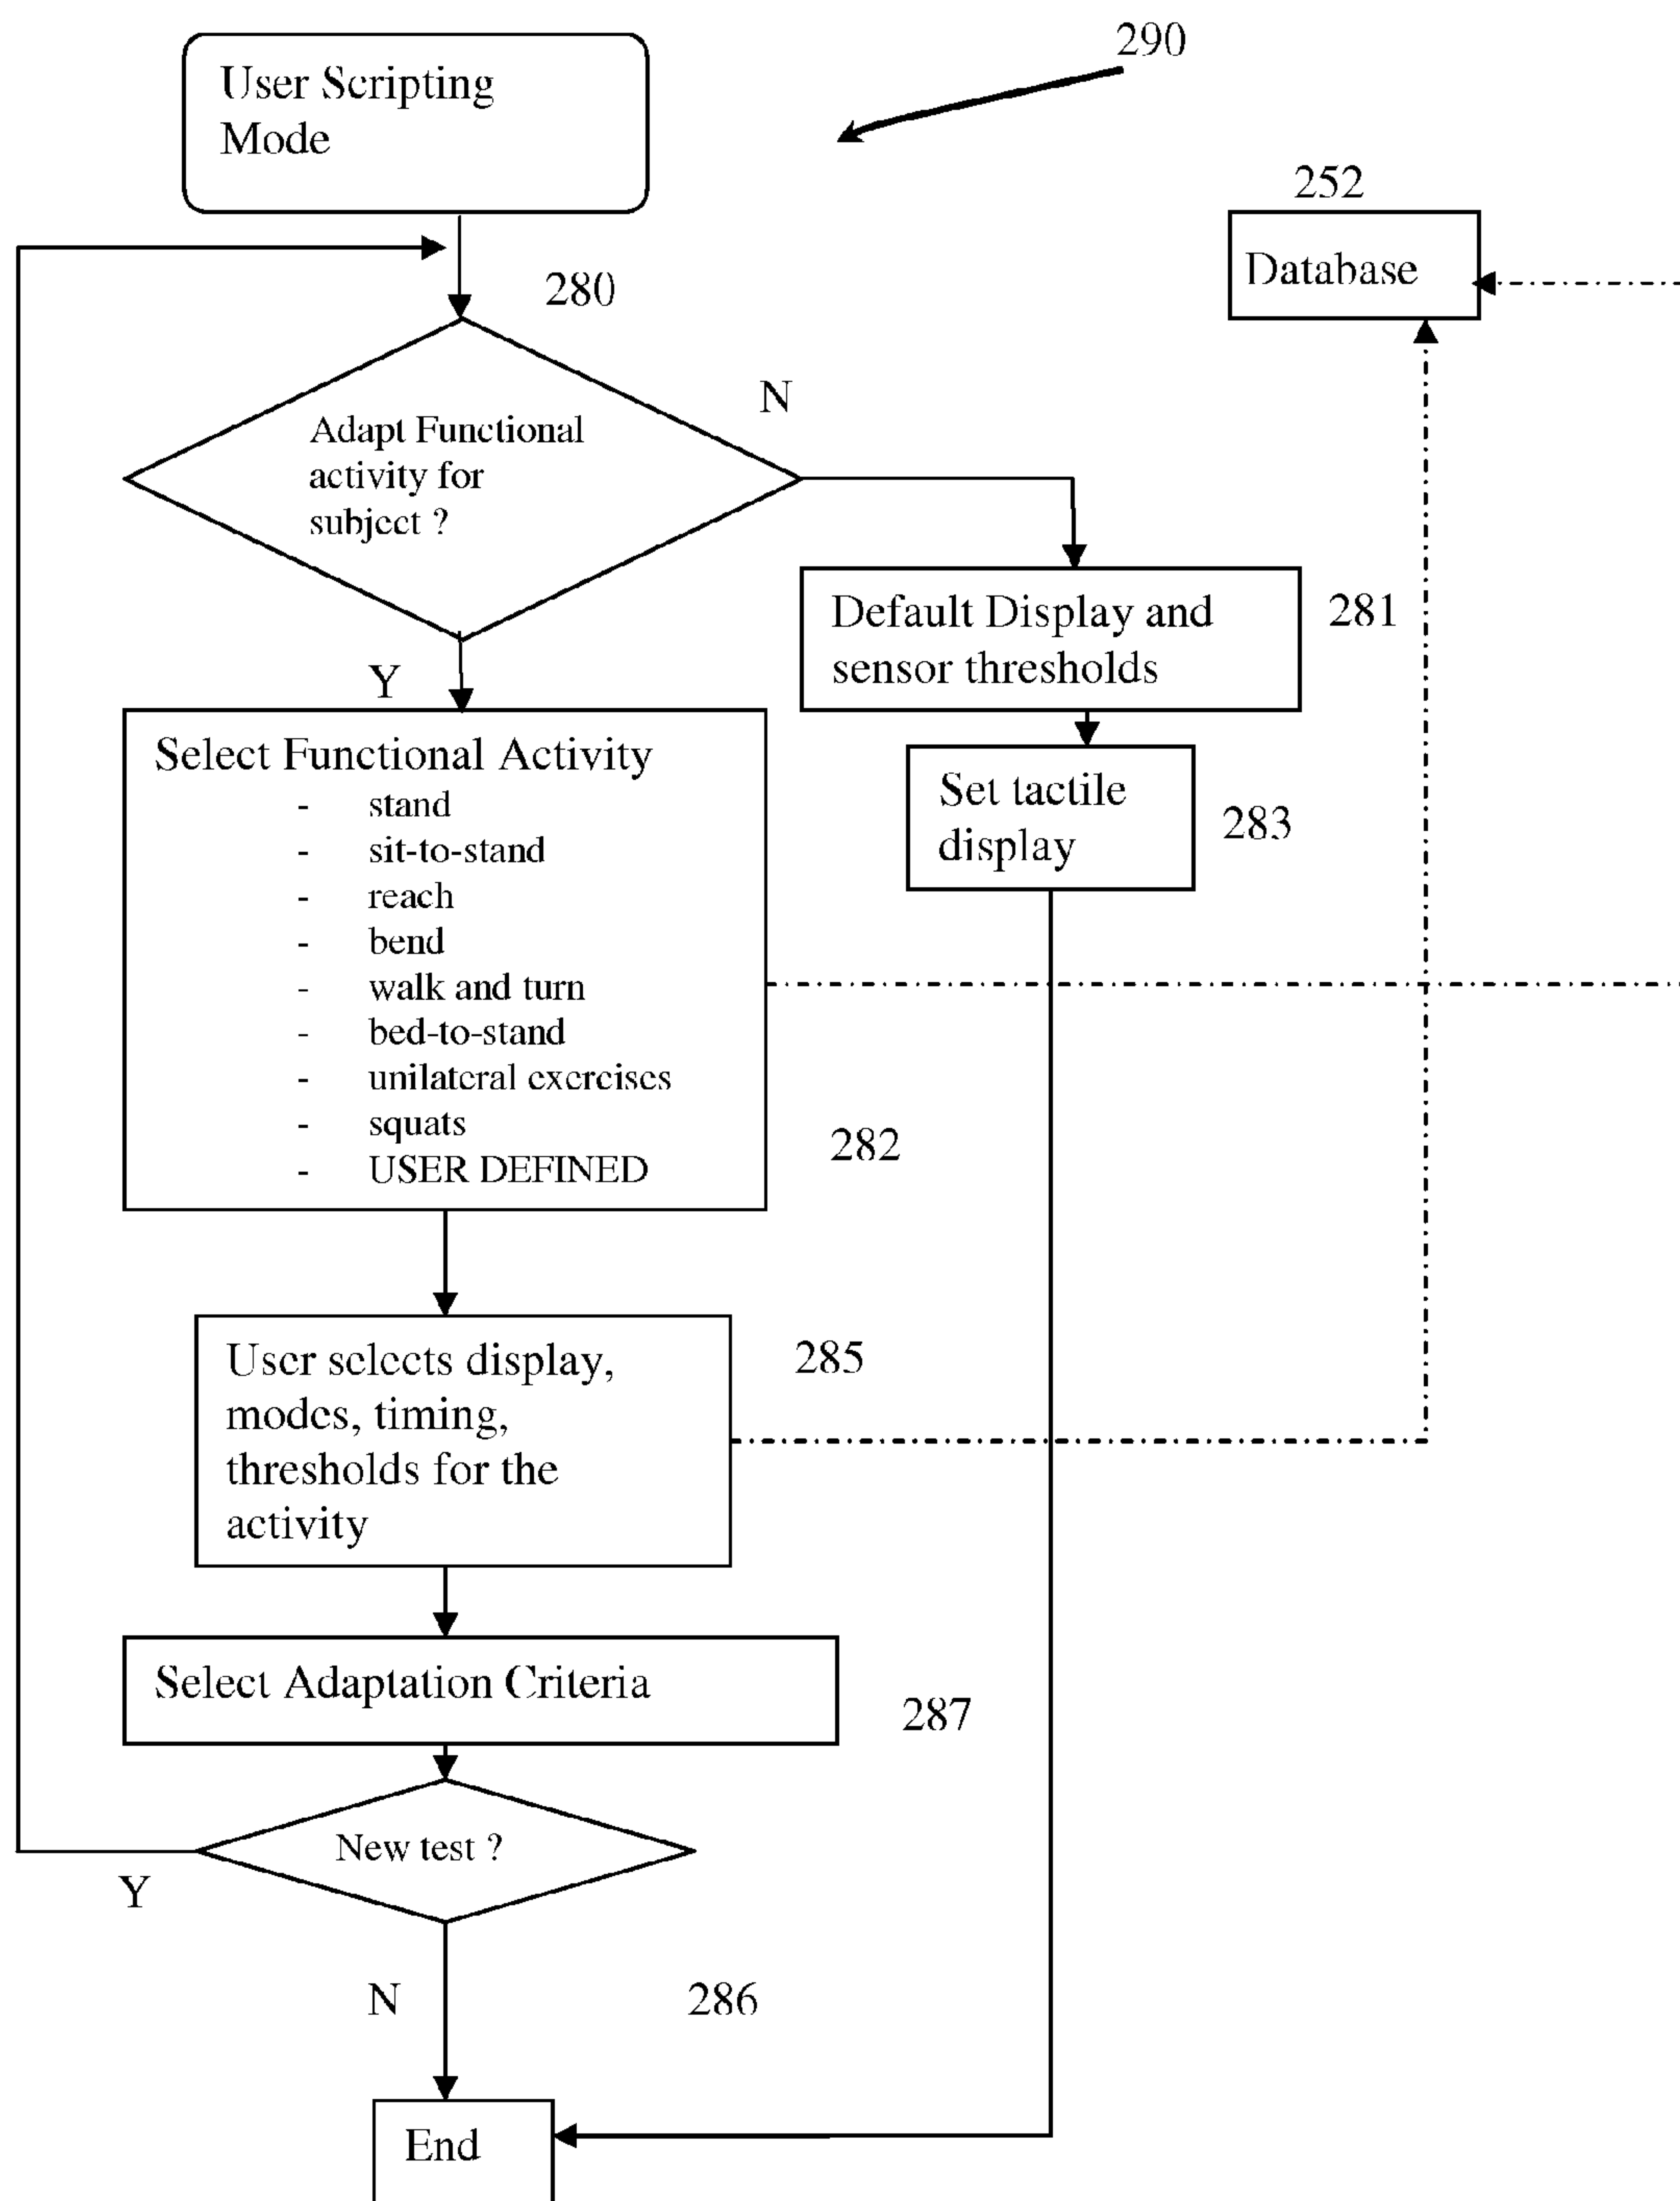 290
User Scripting
Mode
252
Database
280
N
Adapt Functional
activity for
subject ?
Default Display and
sensor thresholds
281
Y
Select Functional Activity
- stand
- sit-to-stand
- reach
- bend
- walk and turn
- bed-to-stand
- unilateral exercises
- squats
- USER DEFINED
282
Set tactile
display
283
User selects display,
modes, timing,
thresholds for the
activity
285
Select Adaptation Criteria
287
New test ?
Y
N
286
End